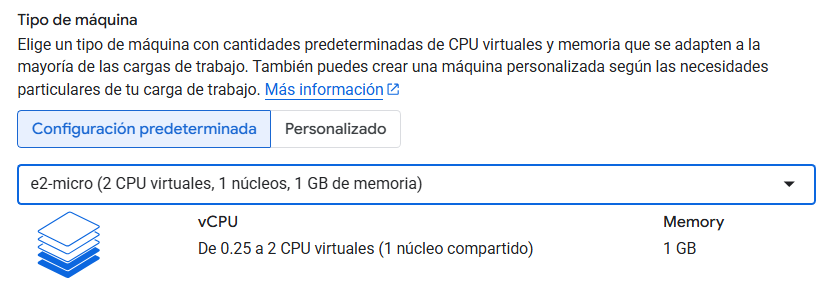 Tipo de máquina
Elige un tipo de máquina con cantidades predeterminadas de CPU virtuales y memoria que se adapten a la
mayoría de las cargas de trabajo. También puedes crear una máquina personalizada según las necesidades
particulares de tu carga de trabajo. Más información
Configuración predeterminada Personalizado
e2-micro (2 CPU virtuales, 1 núcleos, 1 GB de memoria)
vCPU Memory
De 0.25 a 2 CPU virtuales (1 núcleo compartido) 1 GB